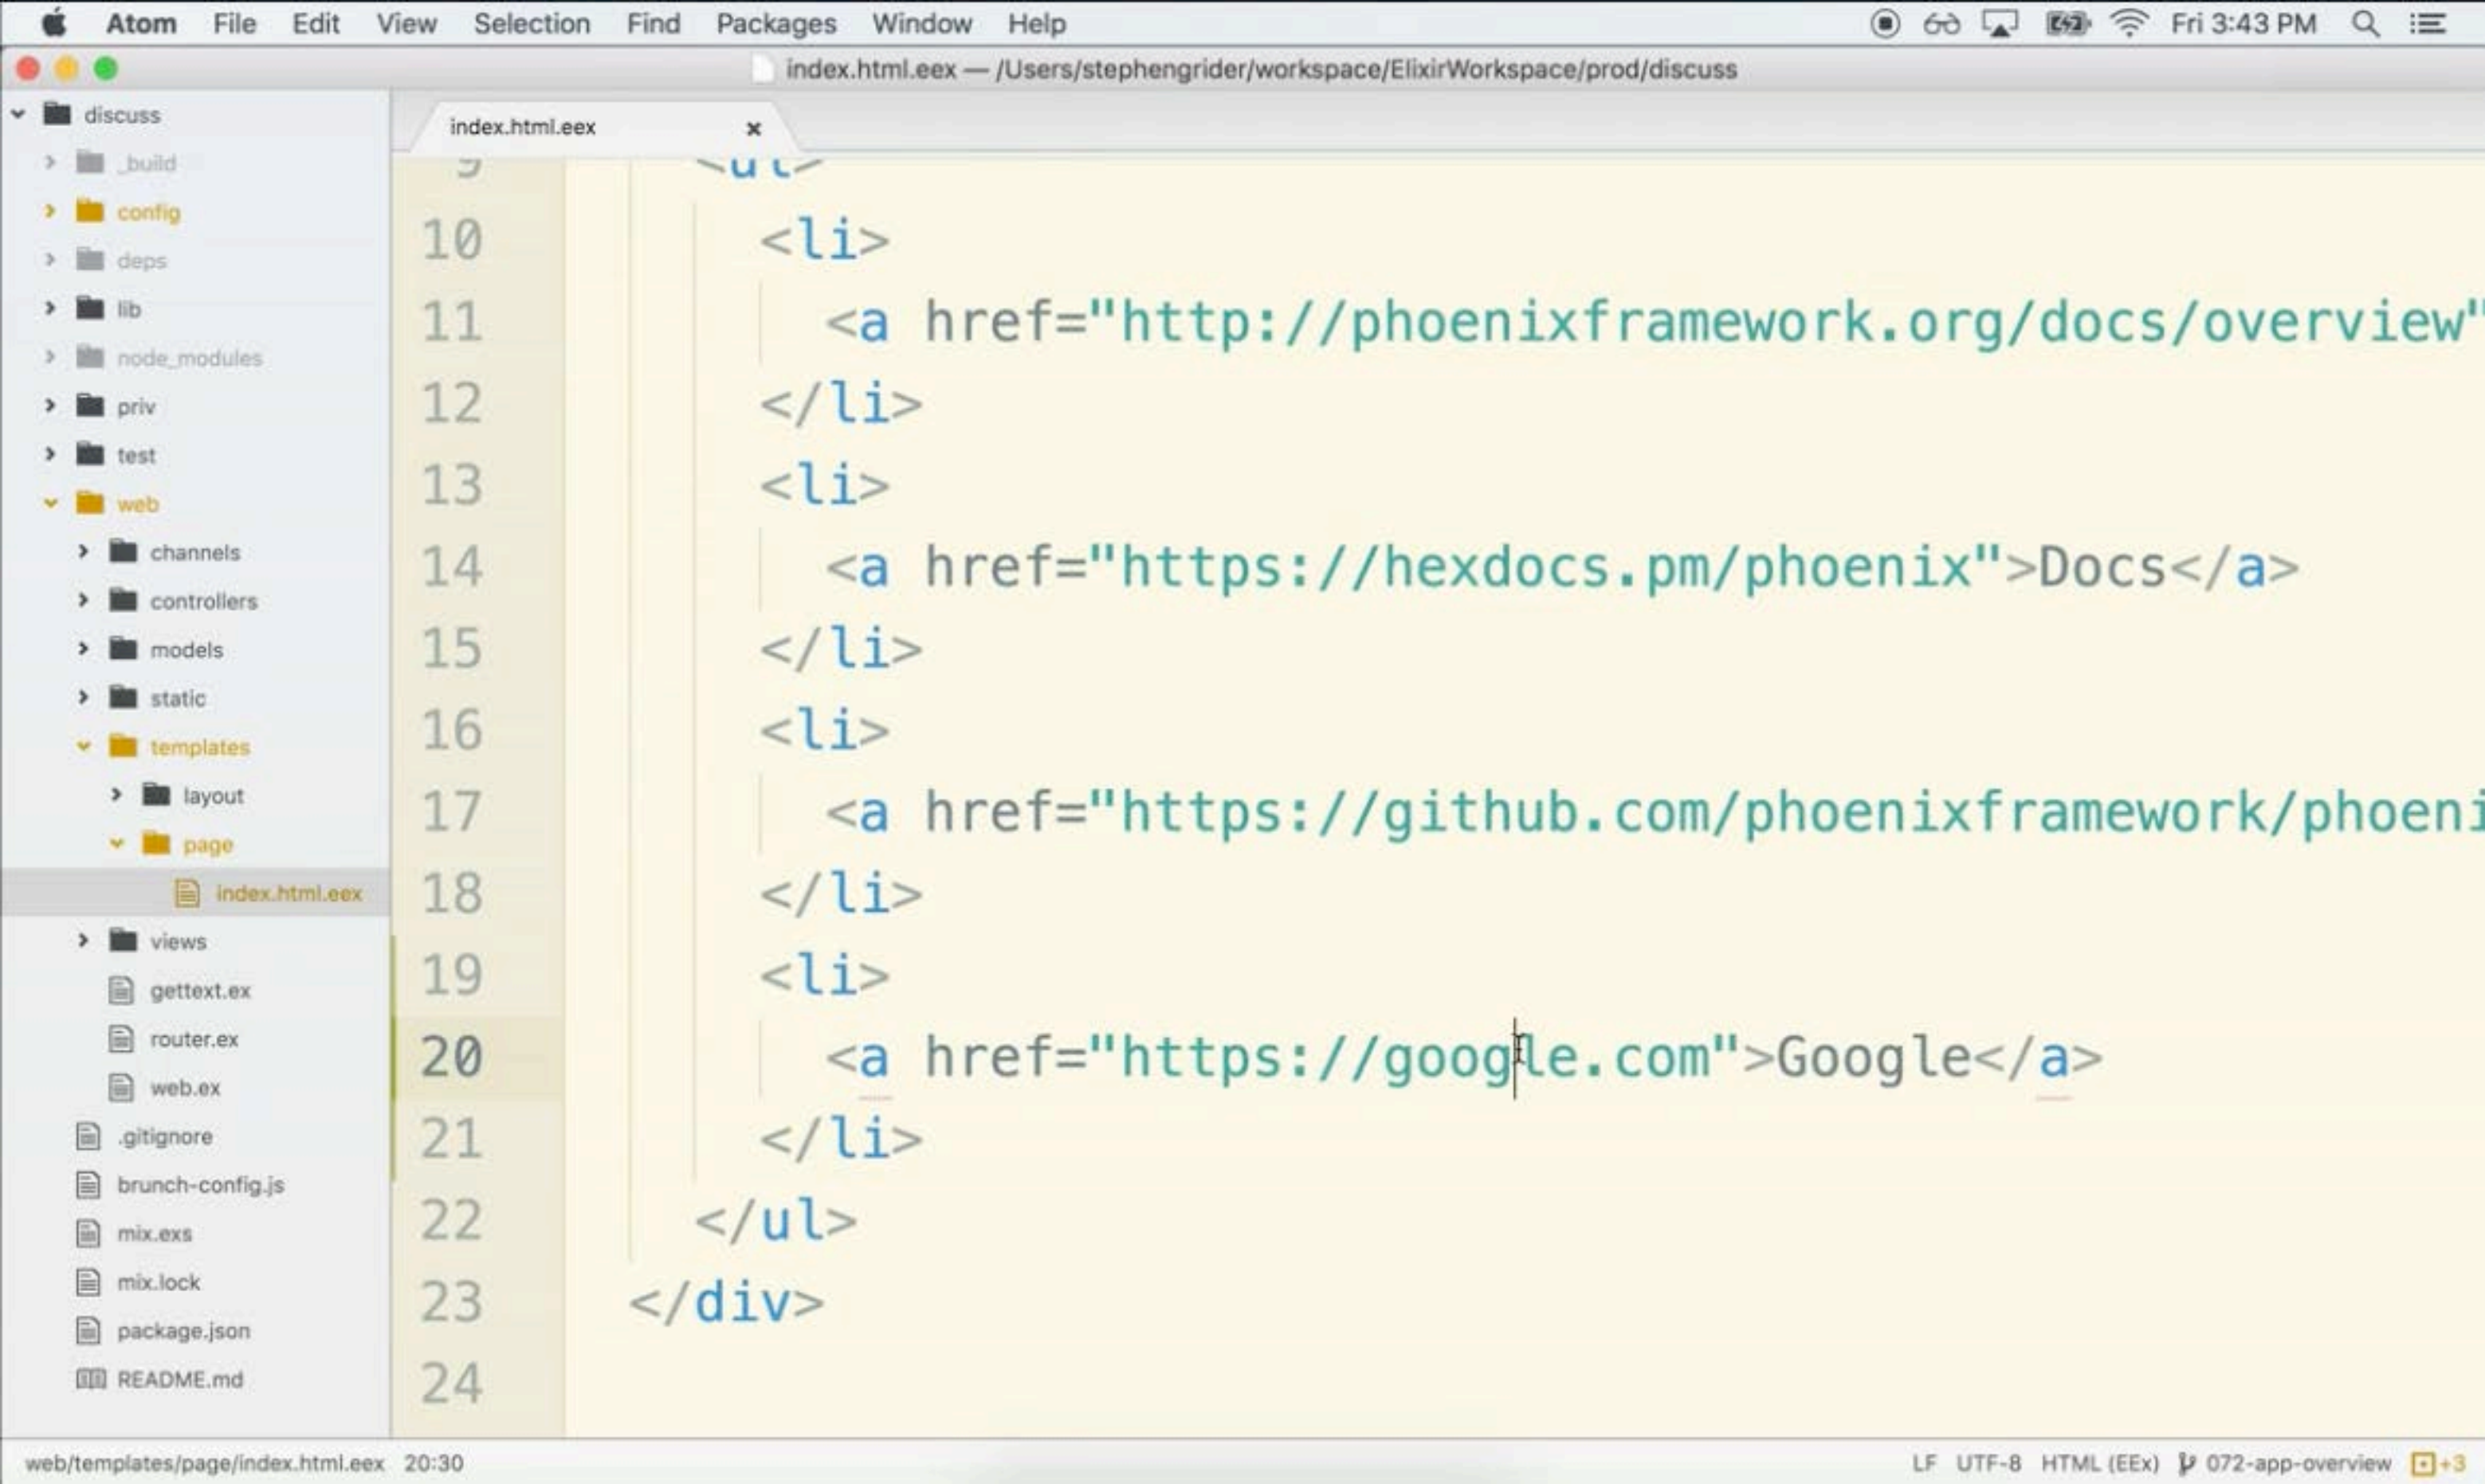 Atom File Edit View Selection Find Packages Window Help Fri 3:43 PM
index.html.eex — /Users/stephengrider/workspace/ElixirWorkspace/prod/discuss
discuss
_build
config
deps
lib
node_modules
priv
test
web
channels
controllers
models
static
templates
layout
page
index.html.eex
views
gettext.ex
router.ex
web.ex
.gitignore
brunch-config.js
mix.exs
mix.lock
package.json
README.md
index.html.eex
9 <ul>
10 <li>
11 <a href="http://phoenixframework.org/docs/overview"
12 </li>
13 <li>
14 <a href="https://hexdocs.pm/phoenix">Docs</a>
15 </li>
16 <li>
17 <a href="https://github.com/phoenixframework/phoeni
18 </li>
19 <li>
20 <a href="https://google.com">Google</a>
21 </li>
22 </ul>
23 </div>
24
web/templates/page/index.html.eex 20:30 LF UTF-8 HTML (EEx) 072-app-overview +3